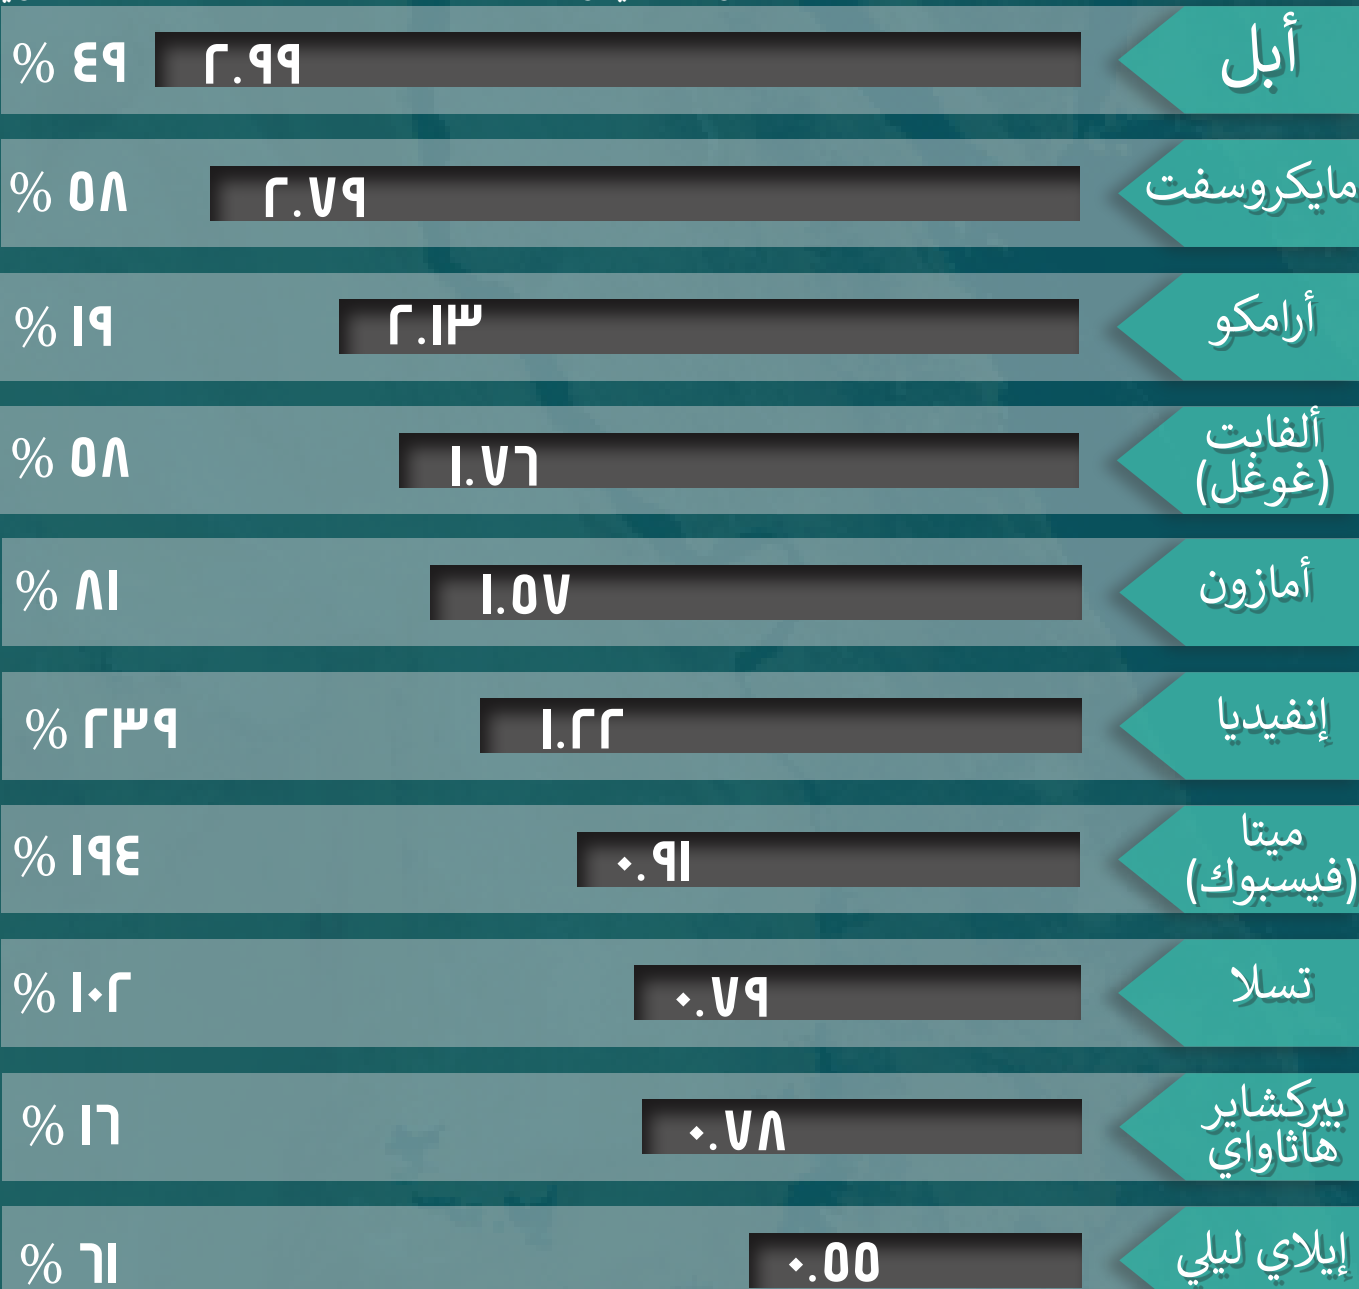 أبل ٢.٩٩ ٤٩ %
مايكروسفت ٢.٧٩ ٥٨ %
أرامكو ٢.١٣ ١٩ %
ألفابت
(غوغل) ١.٧٦ ٥٨ %
أمازون ١.٥٧ ٨١ %
إنفيديا ١.٢٢ ٢٣٩ %
ميتا
(فيسبوك) ٠.٩١ ١٩٤ %
تسلا ٠.٧٩ ١٠٢ %
بيركشاير
هاثاواي ٠.٧٨ ١٦ %
إيلاي ليلي ٠.٥٥ ٦١ %